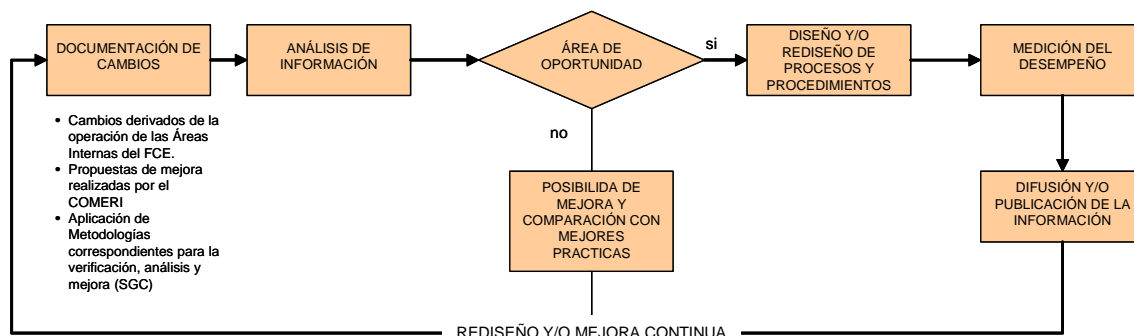 DOCUMENTACIÓN DE
CAMBIOS
ANÁLISIS DE
INFORMACIÓN
ÁREA DE
OPORTUNIDAD
si
DISEÑO Y/O
REDISEÑO DE
PROCESOS Y
PROCEDIMIENTOS
MEDICIÓN DEL
DESEMPEÑO
• Cambios derivados de la
operación de las Áreas
Internas del FCE.
• Propuestas de mejora
realizadas por el
COMERI
• Aplicación de
Metodologías
correspondientes para la
verificación, análisis y
mejora (SGC)
no
POSIBILIDA DE
MEJORA Y
COMPARACIÓN CON
MEJORES
PRACTICAS
DIFUSIÓN Y/O
PUBLICACIÓN DE LA
INFORMACIÓN
REDISEÑO Y/O MEJORA CONTINUA